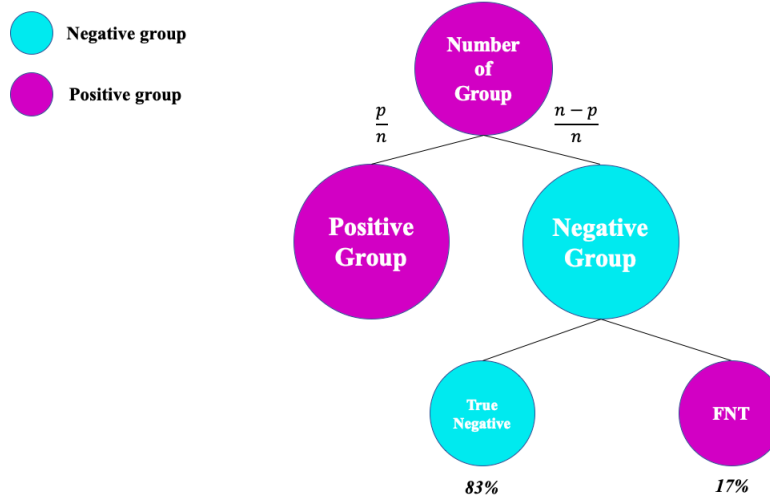 Negative group
Positive group
Number
of
Group
p
n
n − p
n
Positive
Group
Negative
Group
True
Negative
FNT
83%
17%